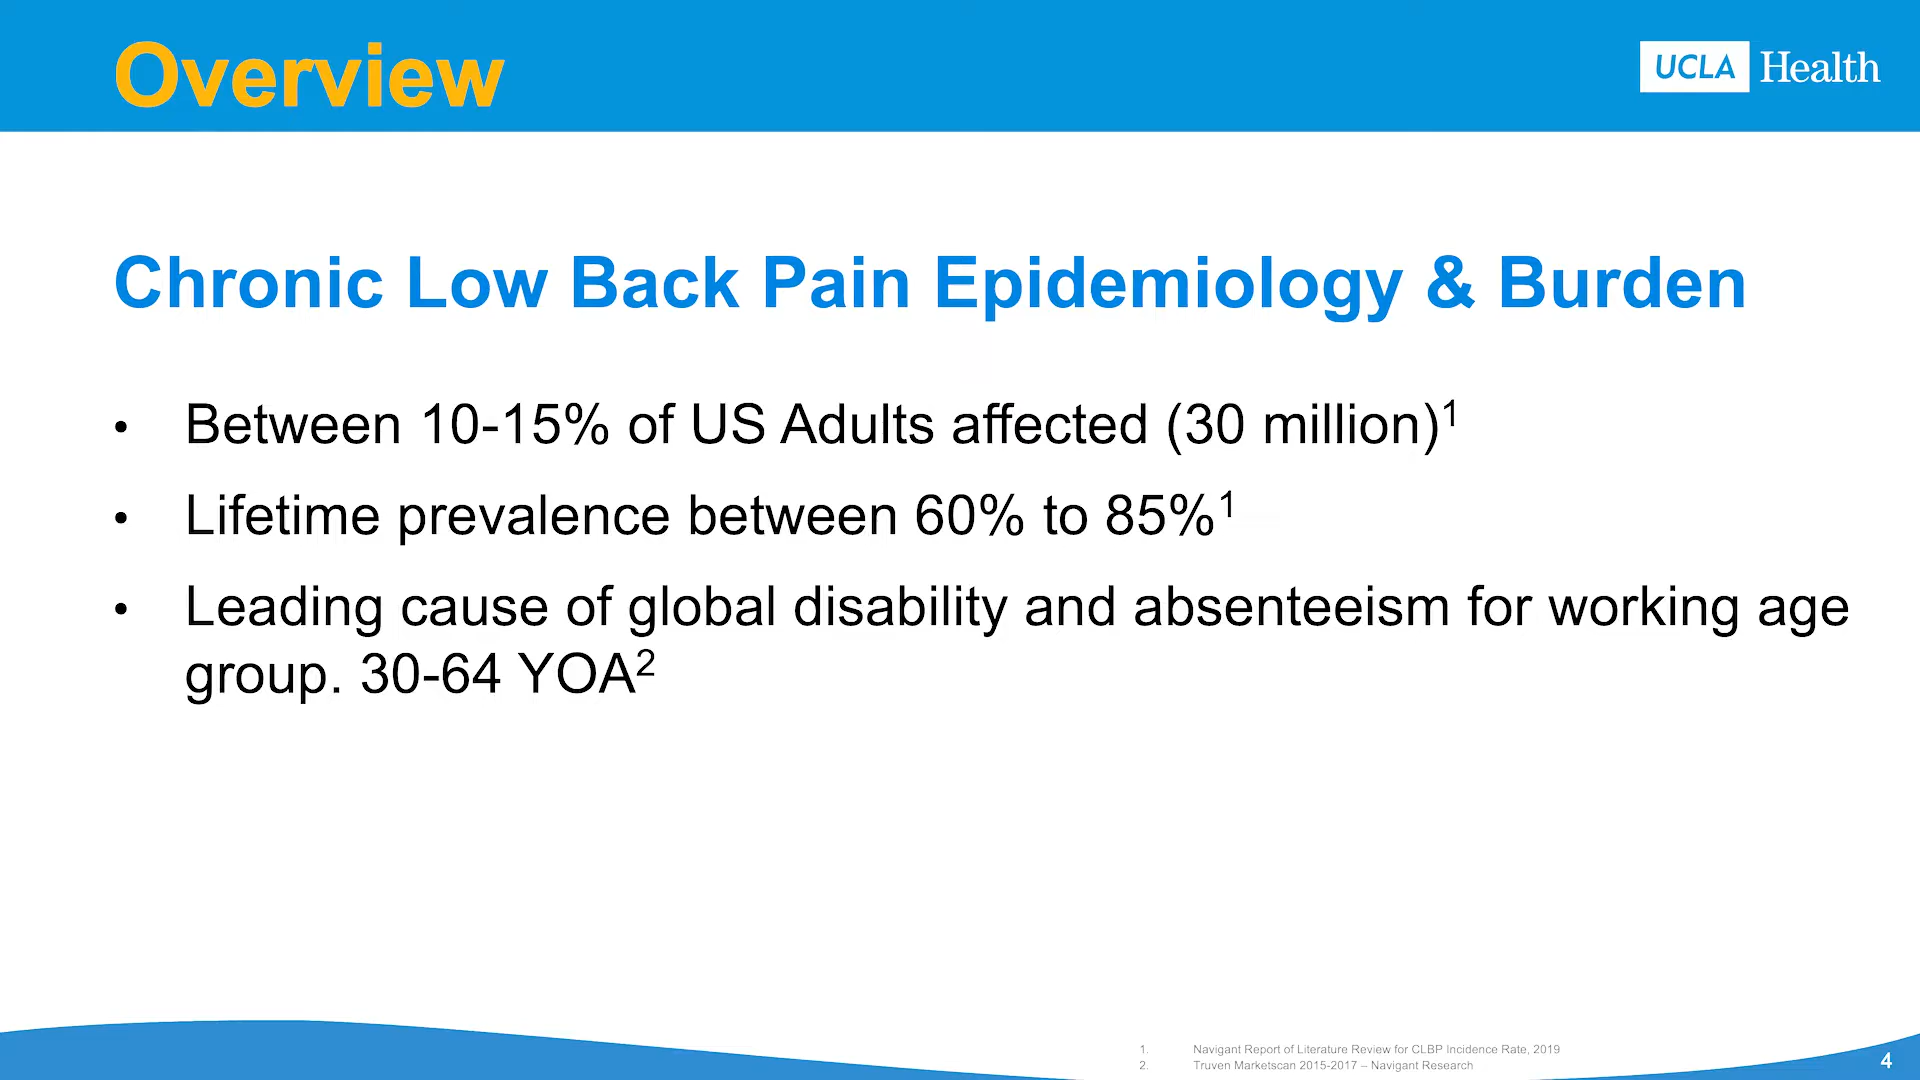 Overview
UCLA Health
Chronic Low Back Pain Epidemiology & Burden
• Between 10-15% of US Adults affected (30 million)1
• Lifetime prevalence between 60% to 85%1
• Leading cause of global disability and absenteeism for working age
group. 30-64 YOA2
1. Navigant Report of Literature Review for CLBP Incidence Rate, 2019
2. Truven Marketscan 2015-2017 – Navigant Research
4